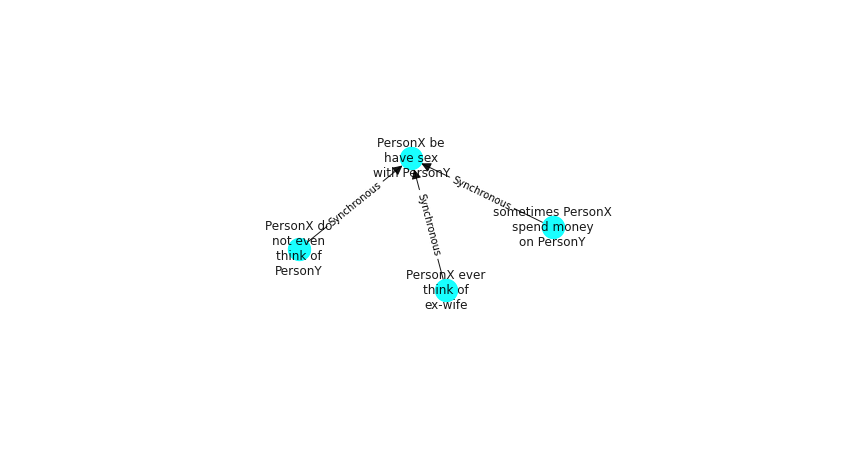 PersonX be
have sex
with PersonY
Synchronous
Synchronous
Synchronous
sometimes PersonX
spend money
on PersonY
PersonX do
not even
think of
PersonY
PersonX ever
think of
ex-wife